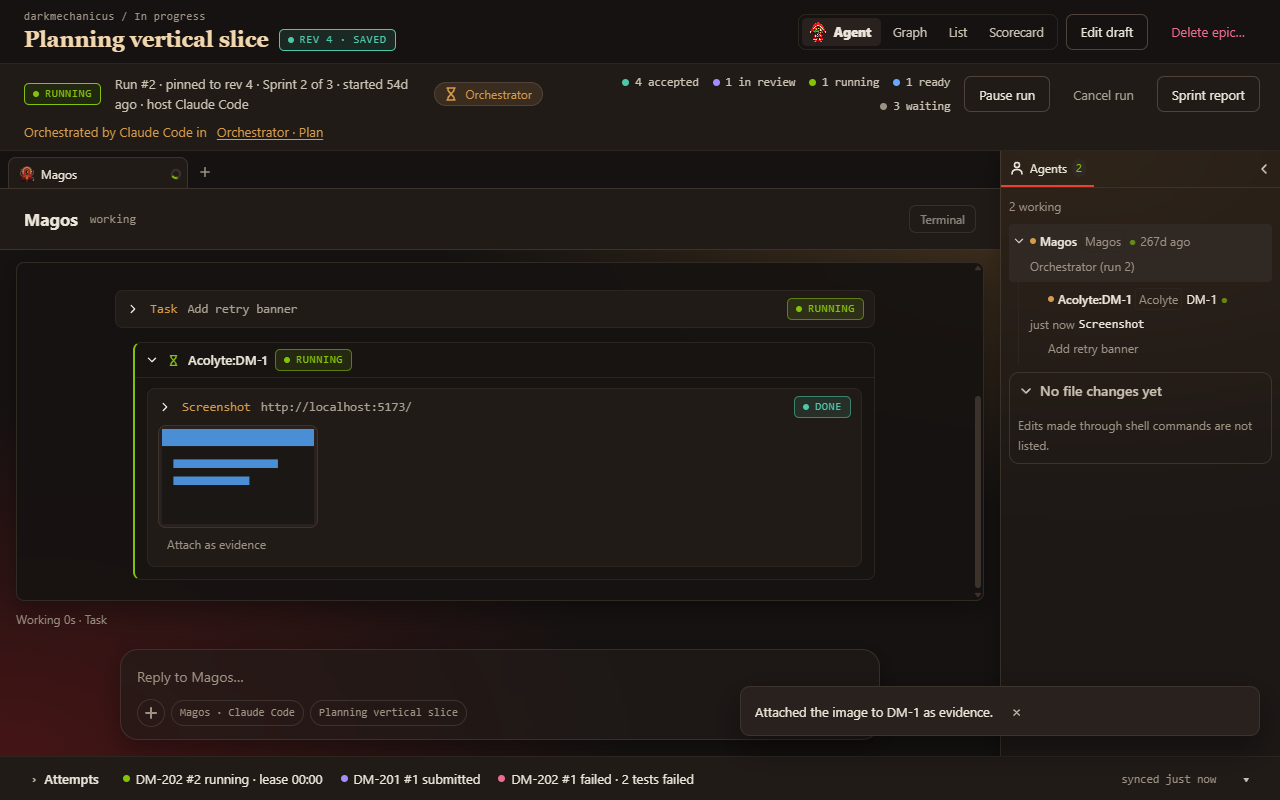 darkmechanicus / In progress
Planning vertical slice
REV 4 · SAVED
Agent
Graph
List
Scorecard
Edit draft
Delete epic…
RUNNING
Run #2 · pinned to rev 4 · Sprint 2 of 3 · started 54d
ago · host Claude Code
Orchestrator
4 accepted
1 in review
1 running
1 ready
3 waiting
Pause run
Cancel run
Sprint report
Orchestrated by Claude Code in Orchestrator · Plan
Magos
+
Agents 2
Magos working
Terminal
2 working
Magos Magos 267d ago
Orchestrator (run 2)
Acolyte:DM-1 Acolyte DM-1
just now Screenshot
Add retry banner
No file changes yet
Edits made through shell commands are not
listed.
Task Add retry banner
RUNNING
Acolyte:DM-1 RUNNING
Screenshot http://localhost:5173/
DONE
Attach as evidence
Working 0s · Task
Reply to Magos…
Magos · Claude Code
Planning vertical slice
Attached the image to DM-1 as evidence. ×
› Attempts
DM-202 #2 running · lease 00:00
DM-201 #1 submitted
DM-202 #1 failed · 2 tests failed
synced just now